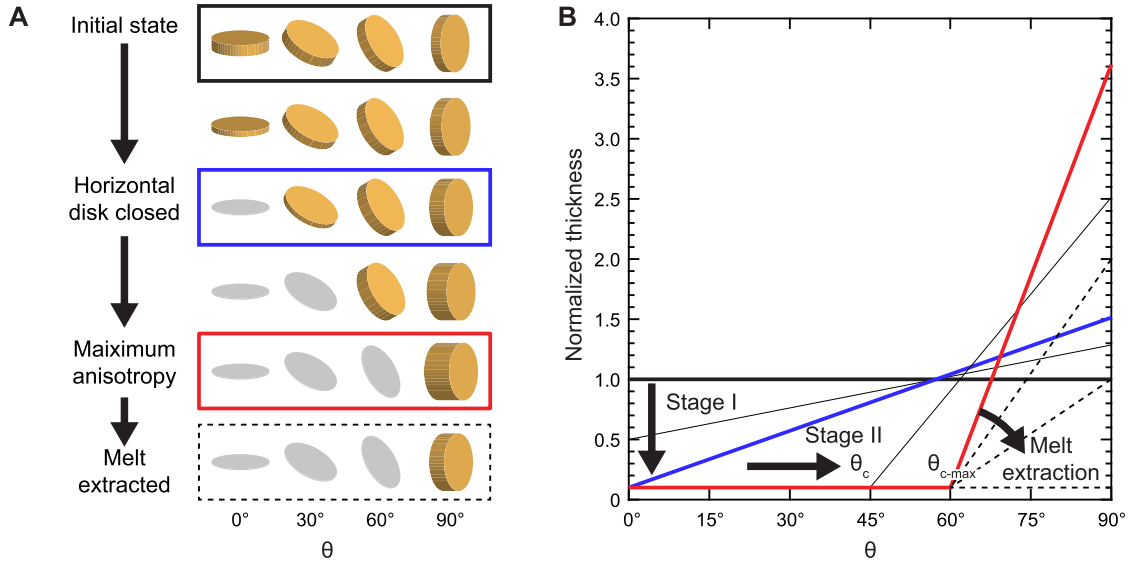 A
Initial state
Horizontal
disk closed
Maiximum
anisotropy
Melt
extracted
0° 30° 60° 90°
θ
B
Normalized thickness
4.0
3.5
3.0
2.5
2.0
1.5
1.0
0.5
0
Stage I
Stage II
θc
θc-max
Melt
extraction
0° 15° 30° 45° 60° 75° 90°
θ